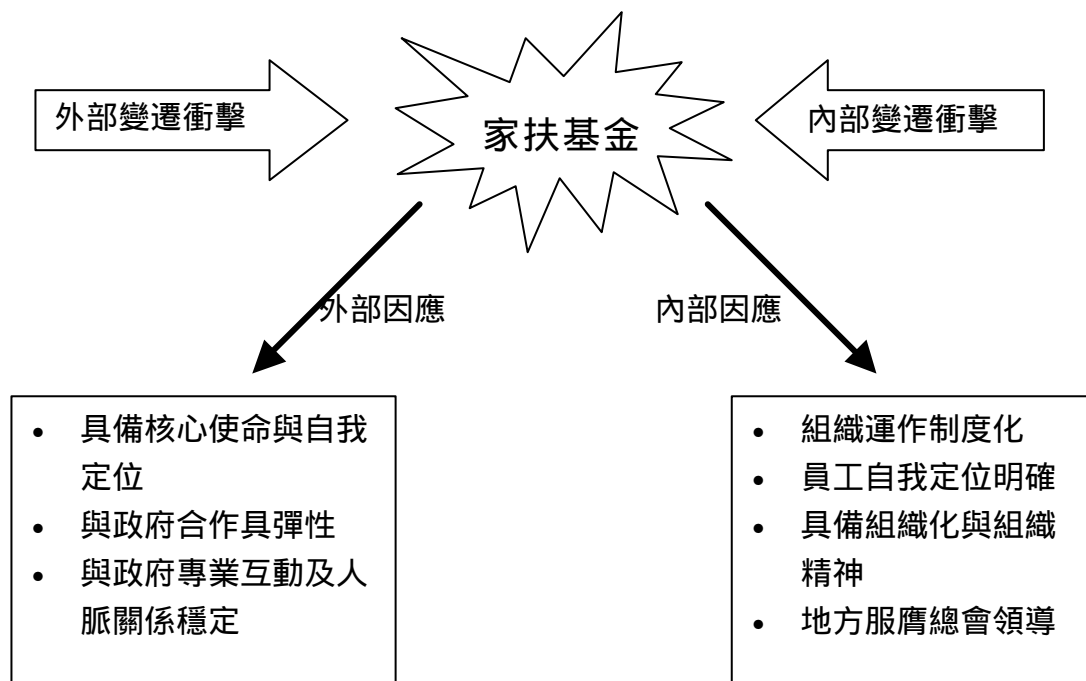 外部變遷衝擊
家扶基金
內部變遷衝擊
外部因應
內部因應
• 具備核心使命與自我
定位
• 與政府合作具彈性
• 與政府專業互動及人
脈關係穩定
• 組織運作制度化
• 員工自我定位明確
• 具備組織化與組織
精神
• 地方服膺總會領導